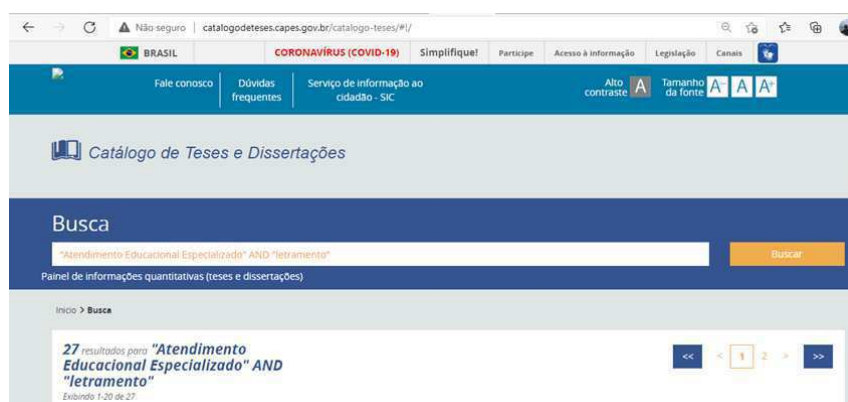 Não seguro | catalogodeteses.capes.gov.br/catalogo-teses/#!/
BRASIL CORONAVÍRUS (COVID-19) Simplifique! Participe Acesso à informação Legislação Canais
Fale conosco Dúvidas frequentes Serviço de informação ao cidadão - SIC Alto contraste A Tamanho da fonte A- A A+
Catálogo de Teses e Dissertações
Busca
"Atendimento Educacional Especializado" AND "letramento" Buscar
Painel de informações quantitativas (teses e dissertações)
Início > Busca
27 resultados para "Atendimento
Educacional Especializado" AND
"letramento"
Exibindo 1-20 de 27
<< < 1 2 > >>